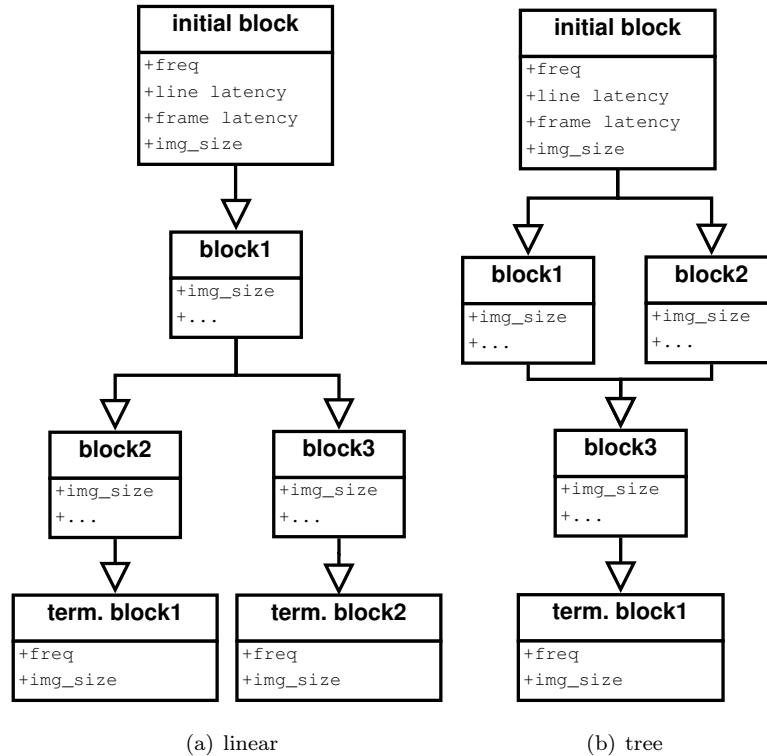 initial block
+freq
+line latency
+frame latency
+img_size
block1
+img_size
+...
block2
+img_size
+...
block3
+img_size
+...
term. block1
+freq
+img_size
term. block2
+freq
+img_size
(a) linear
initial block
+freq
+line latency
+frame latency
+img_size
block1
+img_size
+...
block2
+img_size
+...
block3
+img_size
+...
term. block1
+freq
+img_size
(b) tree